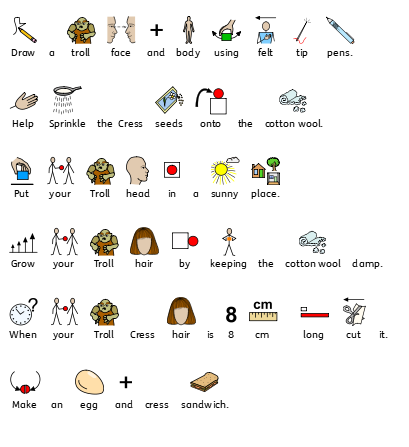 Draw a troll face and body using felt tip pens.
Help Sprinkle the Cress seeds onto the cotton wool.
Put your Troll head in a sunny place.
Grow your Troll hair by keeping the cotton wool damp.
8 cm
?
When your Troll Cress hair is 8 cm long cut it.
Make an egg and cress sandwich.